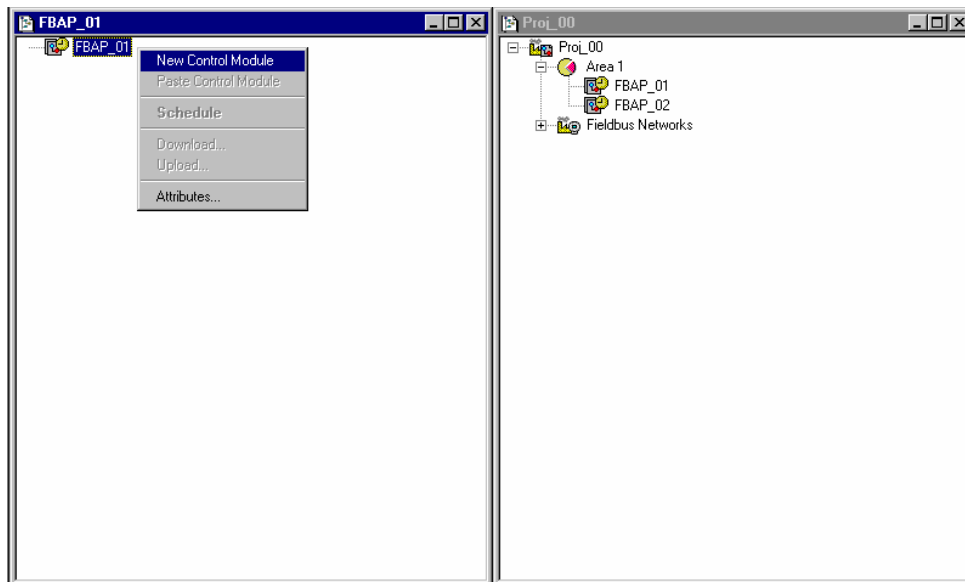 FBAP_01
FBAP_01
New Control Module
Paste Control Module
Schedule
Download...
Upload...
Attributes...
Proj_00
Proj_00
Area 1
FBAP_01
FBAP_02
Fieldbus Networks